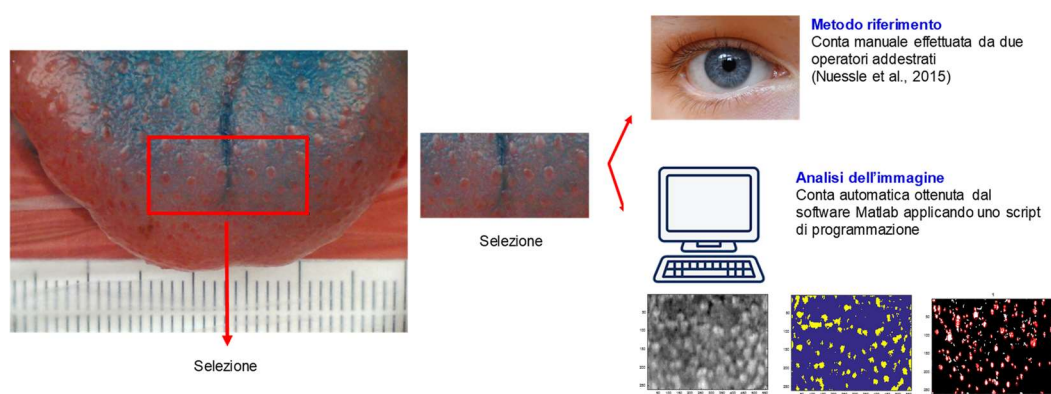 Metodo riferimento
Conta manuale effettuata da due
operatori addestrati
(Nuessle et al., 2015)
Analisi dell'immagine
Conta automatica ottenuta dal
software Matlab applicando uno script
di programmazione
Selezione
Selezione